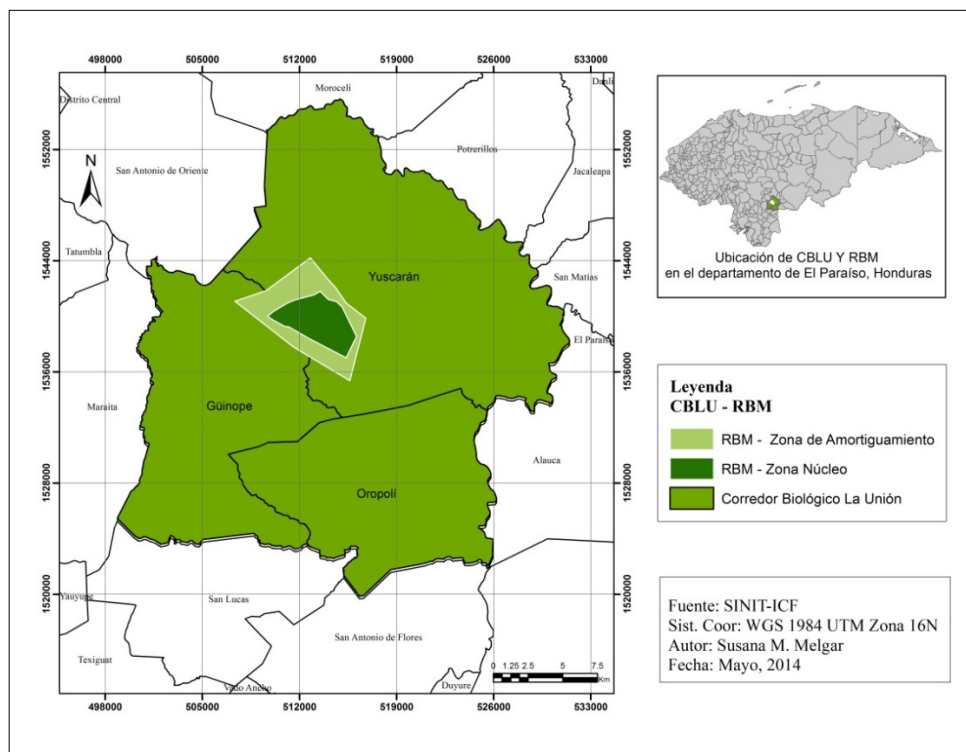 498000 505000 512000 519000 526000 533000
Moroceli
Danlí
Distrito Central
1552000
1552000
Potrerillos
N
San Antonio de Oriente
Jacaleapa
Tatumbla
1544000
1544000
Yuscarán
San Matías
El Paraíso
1536000
1536000
Maraita
Güinope
Alauca
1528000
1528000
Oropolí
1520000
1520000
Yauyupe
San Lucas
San Antonio de Flores
Texiguat
Vado Ancho
Duyure
0 1.25 2.5 5 7.5
Km
498000 505000 512000 519000 526000 533000
Ubicación de CBLU Y RBM
en el departamento de El Paraíso, Honduras
Leyenda
CBLU - RBM
RBM - Zona de Amortiguamiento
RBM - Zona Núcleo
Corredor Biológico La Unión
Fuente: SINIT-ICF
Sist. Coor: WGS 1984 UTM Zona 16N
Autor: Susana M. Melgar
Fecha: Mayo, 2014